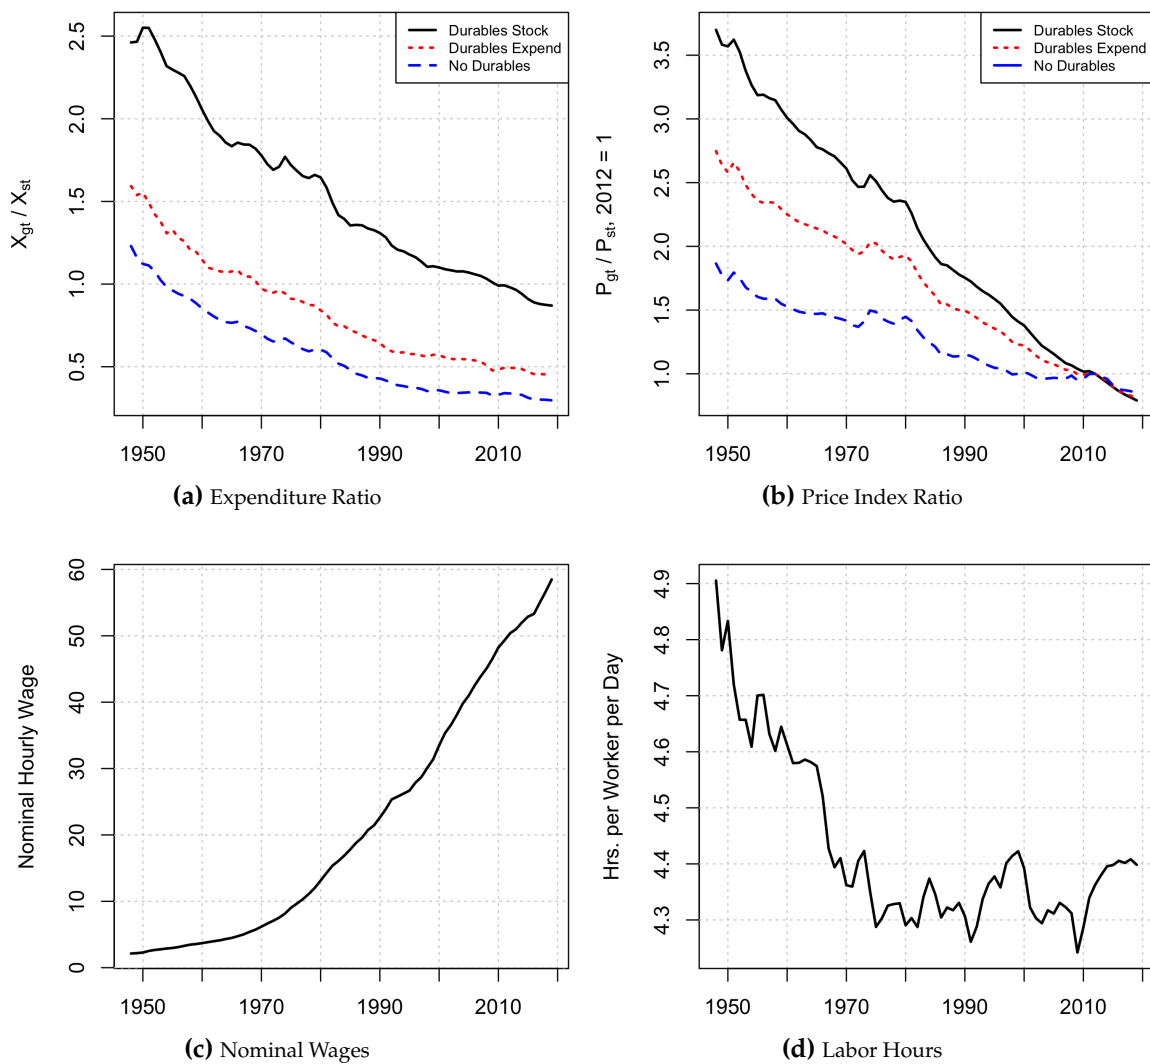 Durables Stock
Durables Expend
No Durables
X_gt / X_st
2.5
2.0
1.5
1.0
0.5
1950 1970 1990 2010
(a) Expenditure Ratio
Durables Stock
Durables Expend
No Durables
P_gt / P_st, 2012 = 1
3.5
3.0
2.5
2.0
1.5
1.0
1950 1970 1990 2010
(b) Price Index Ratio
Nominal Hourly Wage
60
50
40
30
20
10
0
1950 1970 1990 2010
(c) Nominal Wages
Hrs. per Worker per Day
4.9
4.8
4.7
4.6
4.5
4.4
4.3
1950 1970 1990 2010
(d) Labor Hours